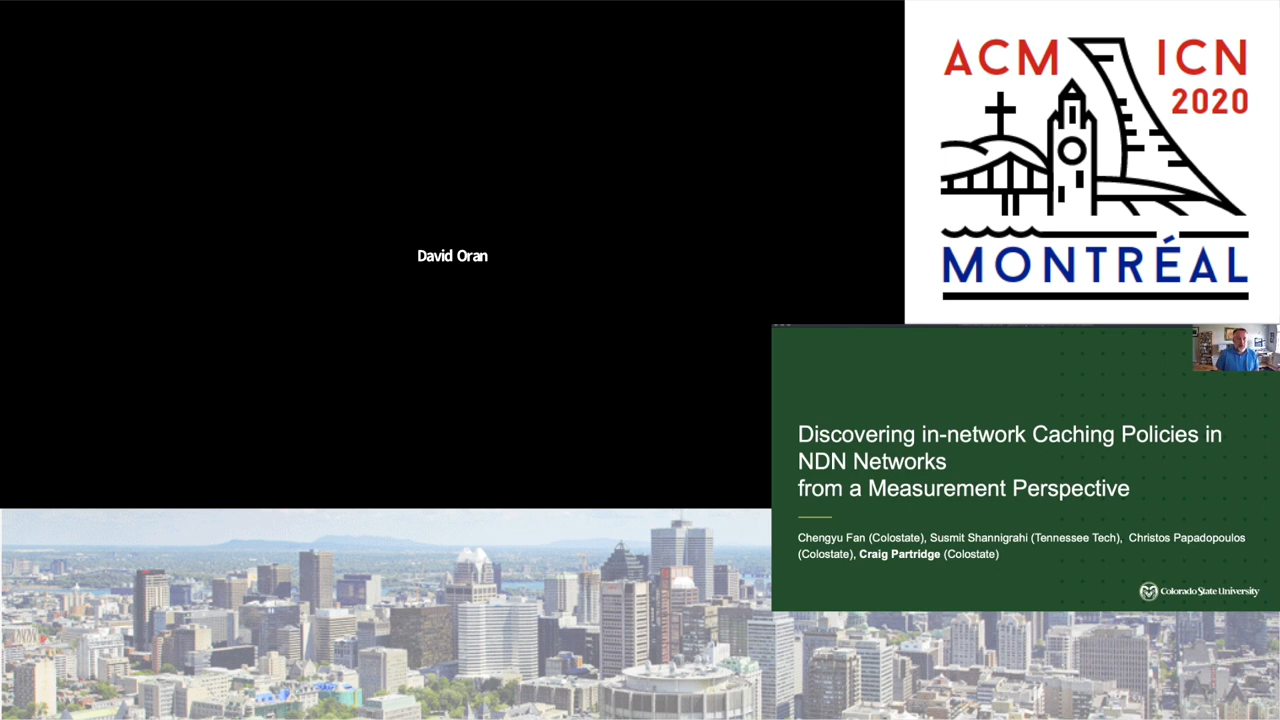 David Oran
ACM ICN
2020
MONTRÉAL
Discovering in-network Caching Policies in
NDN Networks
from a Measurement Perspective
Chengyu Fan (Colostate), Susmit Shannigrahi (Tennessee Tech), Christos Papadopoulos
(Colostate), Craig Partridge (Colostate)
Colorado State University